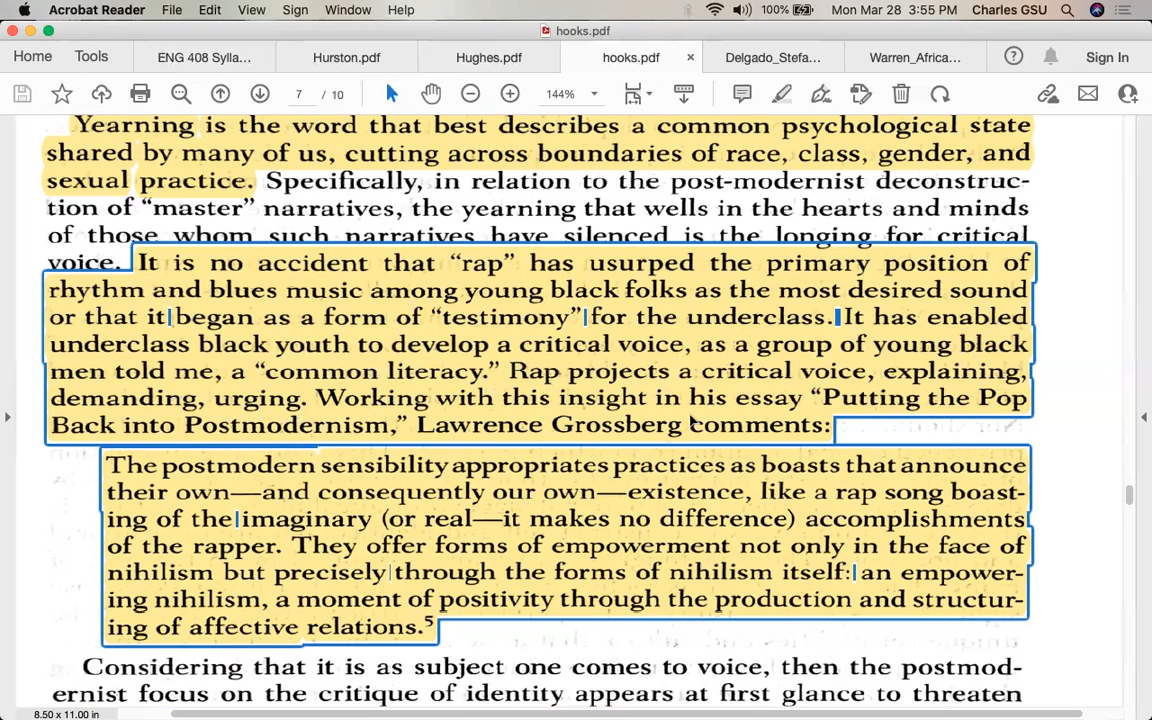 Acrobat Reader File Edit View Sign Window Help 100% Mon Mar 28 3:55 PM Charles GSU
hooks.pdf
Home Tools ENG 408 Sylla... Hurston.pdf Hughes.pdf hooks.pdf × Delgado_Stefa... Warren_Africa... Sign In
7 / 10 144%
Yearning is the word that best describes a common psychological state
shared by many of us, cutting across boundaries of race, class, gender, and
sexual practice. Specifically, in relation to the post-modernist deconstruc-
tion of “master” narratives, the yearning that wells in the hearts and minds
of those whom such narratives have silenced is the longing for critical
voice. It is no accident that “rap” has usurped the primary position of
rhythm and blues music among young black folks as the most desired sound
or that it began as a form of “testimony” for the underclass. It has enabled
underclass black youth to develop a critical voice, as a group of young black
men told me, a “common literacy.” Rap projects a critical voice, explaining,
demanding, urging. Working with this insight in his essay “Putting the Pop
Back into Postmodernism,” Lawrence Grossberg comments:
The postmodern sensibility appropriates practices as boasts that announce
their own—and consequently our own—existence, like a rap song boast-
ing of the imaginary (or real—it makes no difference) accomplishments
of the rapper. They offer forms of empowerment not only in the face of
nihilism but precisely through the forms of nihilism itself: an empower-
ing nihilism, a moment of positivity through the production and structur-
ing of affective relations.⁵
Considering that it is as subject one comes to voice, then the postmod-
ernist focus on the critique of identity appears at first glance to threaten
8.50 x 11.00 in